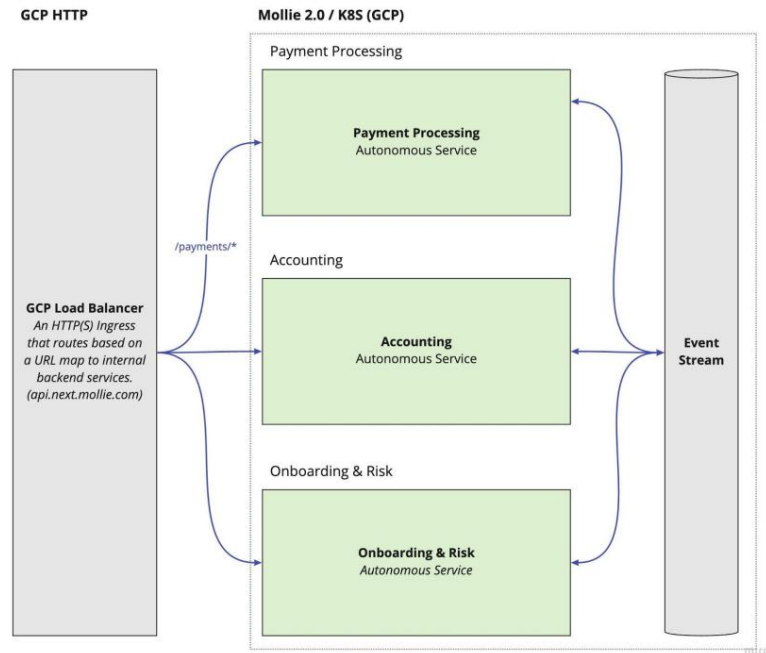 GCP HTTP
Mollie 2.0 / K8S (GCP)
Payment Processing
Payment Processing
Autonomous Service
/payments/*
Accounting
GCP Load Balancer
An HTTP(S) Ingress
that routes based on
a URL map to internal
backend services.
(api.next.mollie.com)
Accounting
Autonomous Service
Event
Stream
Onboarding & Risk
Onboarding & Risk
Autonomous Service